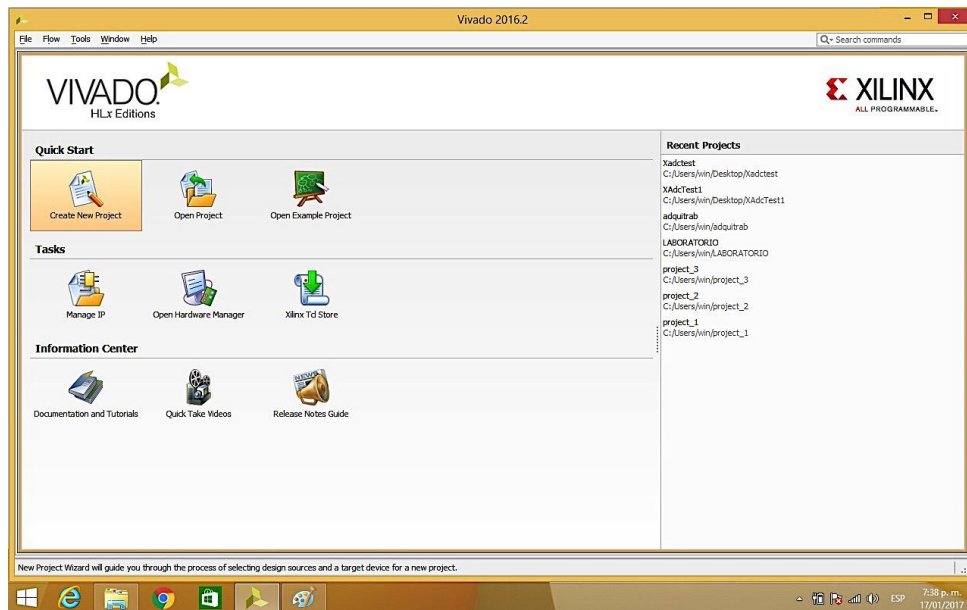 Vivado 2016.2
File Flow Tools Window Help
Search commands
VIVADO.
HLx Editions
XILINX
ALL PROGRAMMABLE.
Quick Start
Create New Project
Open Project
Open Example Project
Tasks
Manage IP
Open Hardware Manager
Xilinx Tcl Store
Information Center
Documentation and Tutorials
Quick Take Videos
Release Notes Guide
Recent Projects
Xadctest
C:/Users/win/Desktop/Xadctest
XAdcTest1
C:/Users/win/Desktop/XAdcTest1
adquitrab
C:/Users/win/adquitrab
LABORATORIO
C:/Users/win/LABORATORIO
project_3
C:/Users/win/project_3
project_2
C:/Users/win/project_2
project_1
C:/Users/win/project_1
New Project Wizard will guide you through the process of selecting design sources and a target device for a new project.
ESP
7:38 p. m.
17/01/2017